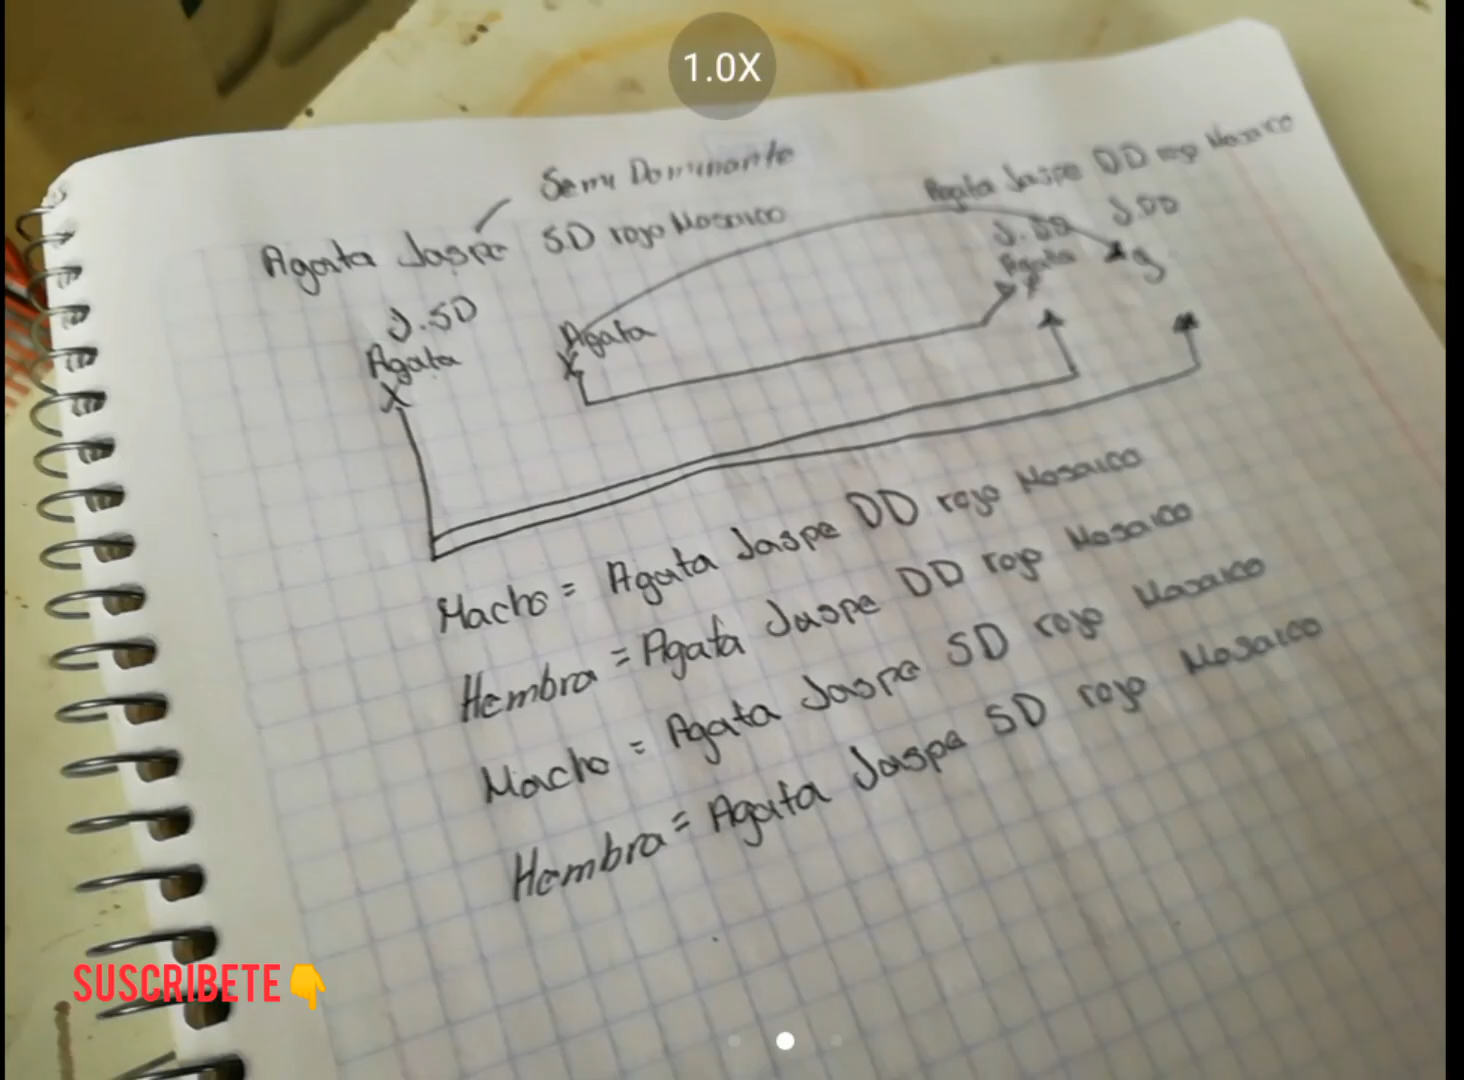 1.0X
Semi Dominante
Agata Jaspe SD rojo Mosaico
Agata Jaspe DD rojo Mosaico
J.SD
Agata
X
Agata
X
J.DD
Agata
X
J.DD
Macho = Agata Jaspe DD rojo Mosaico
Hembra = Agata Jaspe DD rojo Mosaico
Macho = Agata Jaspe SD rojo Mosaico
Hembra = Agata Jaspe SD rojo Mosaico
SUSCRIBETE